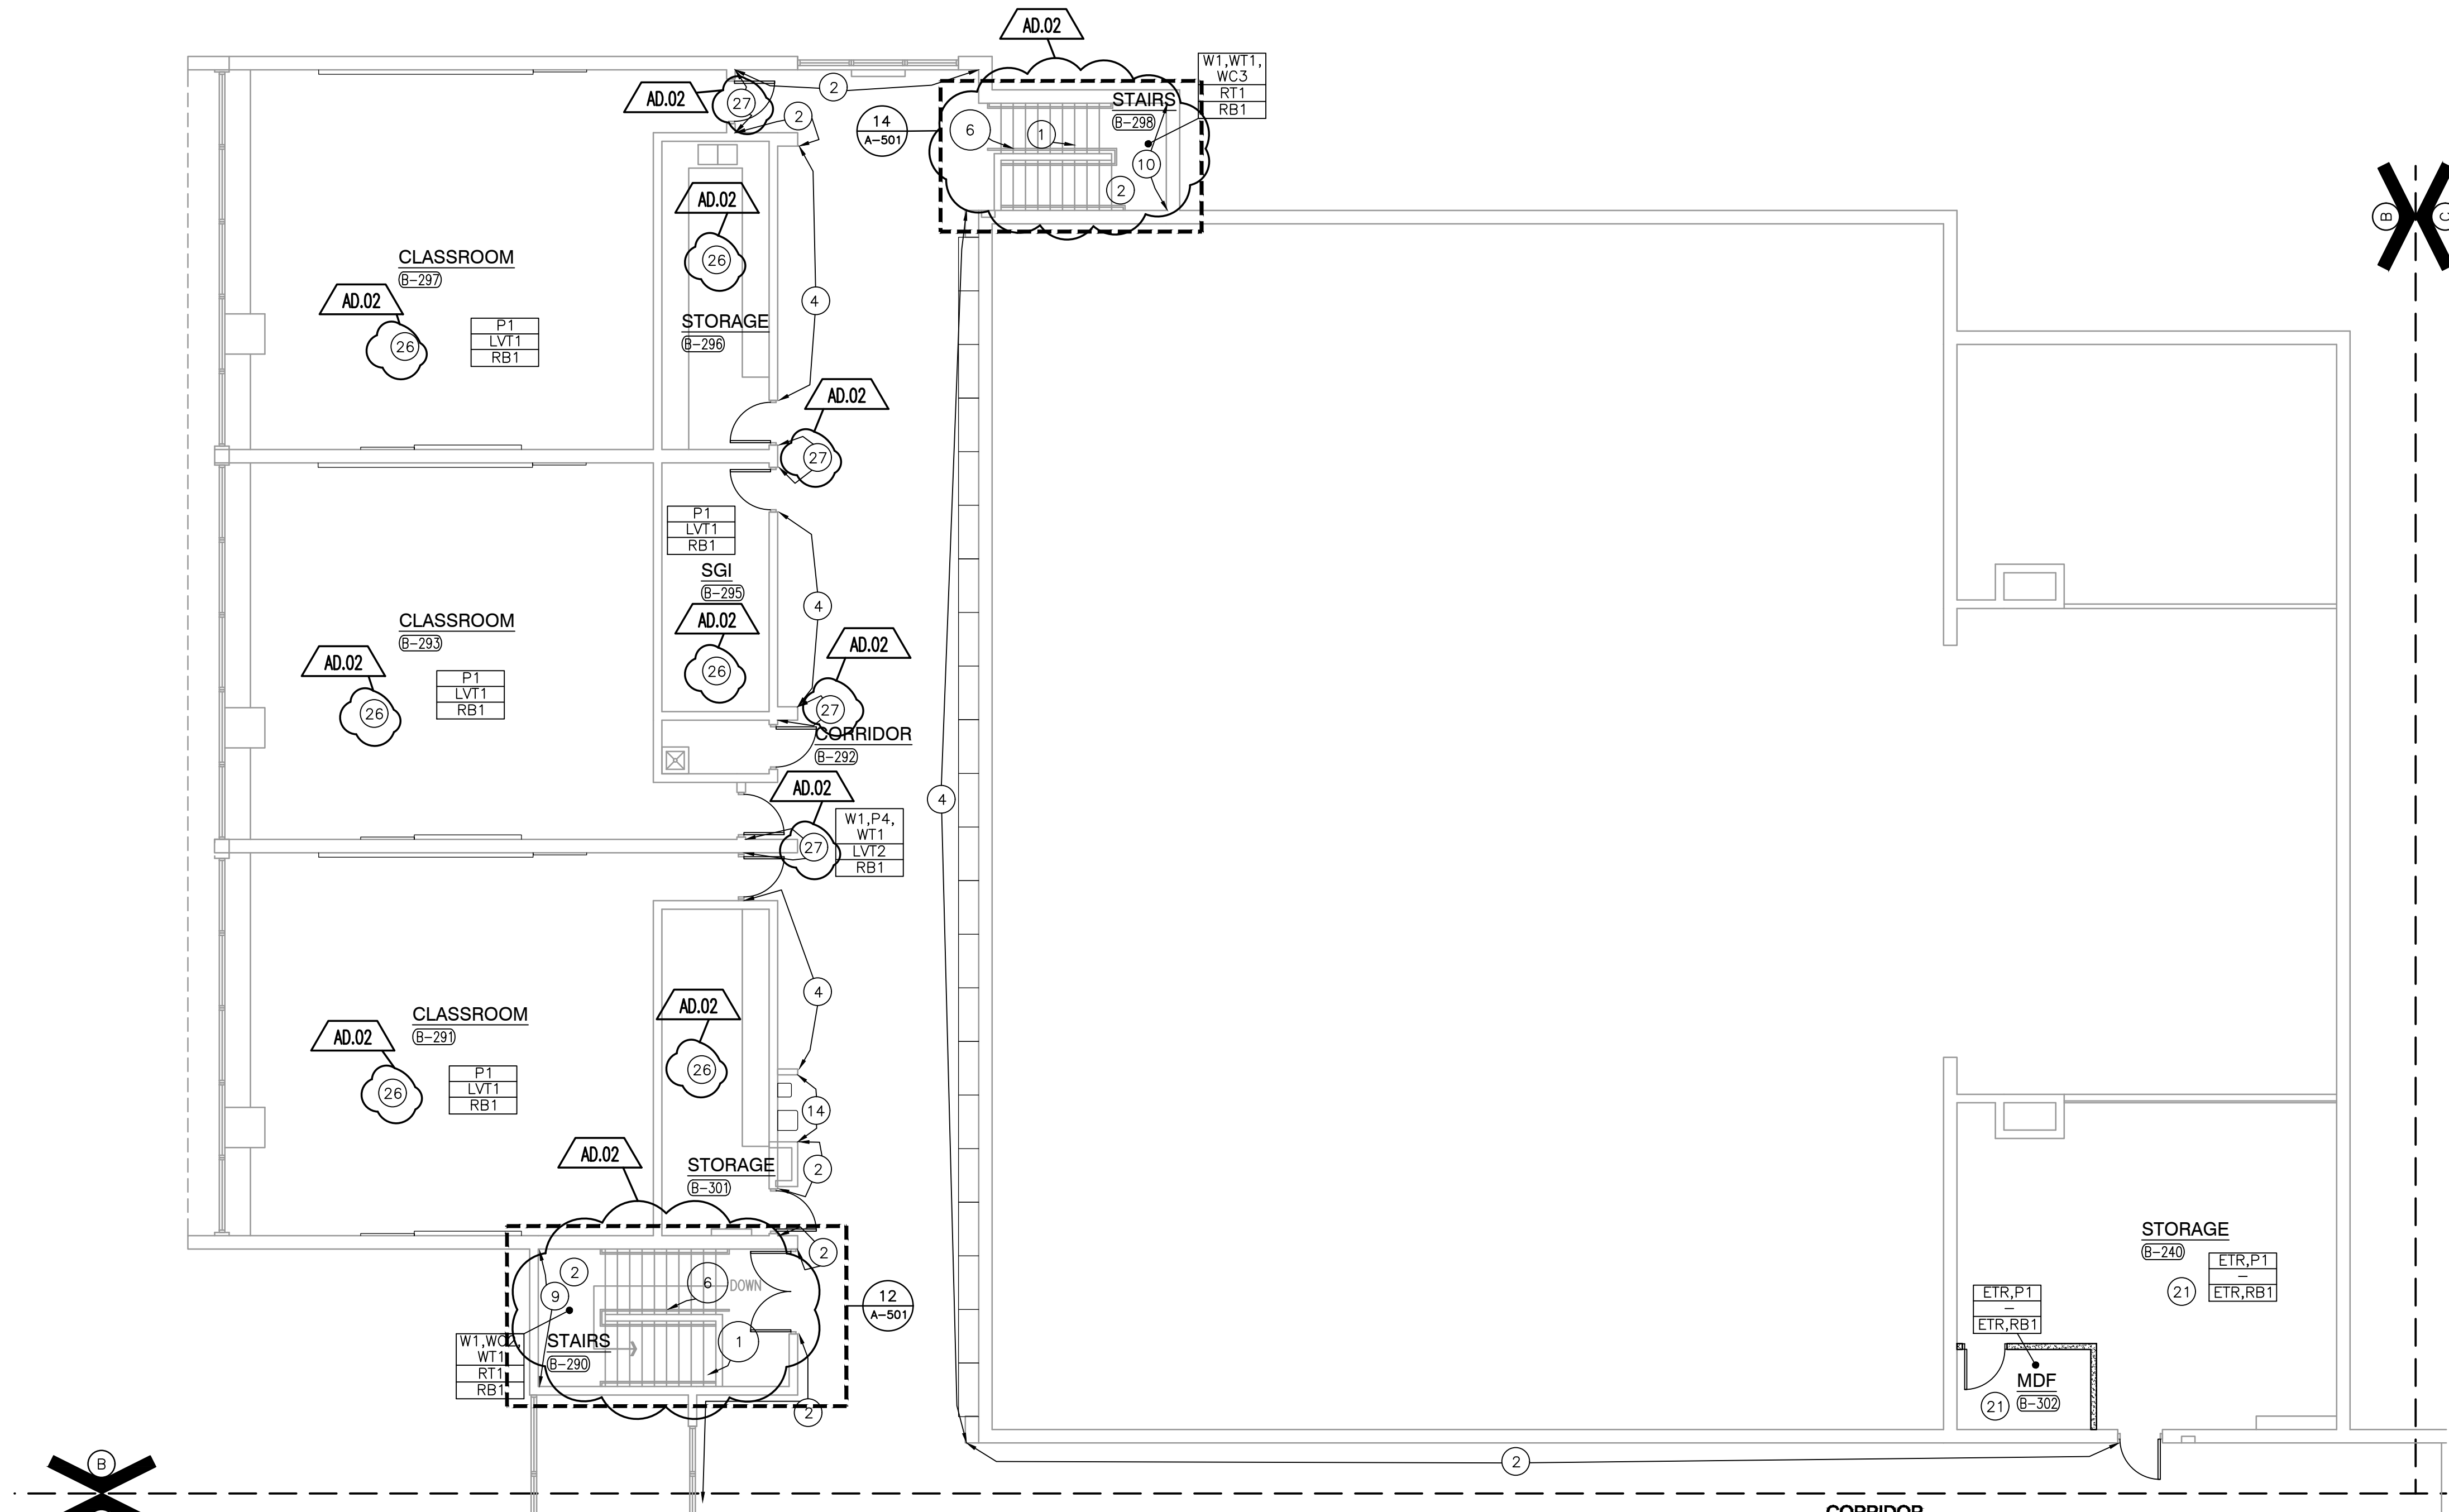 AD.02
W1,WT1,
WC3
RT1
RB1
AD.02
27
2
2
14
A-501
6
1
STAIRS
B-298
10
2
B
C
AD.02
26
CLASSROOM
B-297
AD.02
26
P1
LVT1
RB1
STORAGE
B-296
4
AD.02
27
P1
LVT1
RB1
SGI
B-295
AD.02
26
4
CLASSROOM
B-293
AD.02
26
P1
LVT1
RB1
AD.02
27
CORRIDOR
B-292
AD.02
27
W1,P4,
WT1
LVT2
RB1
4
CLASSROOM
B-291
AD.02
26
P1
LVT1
RB1
AD.02
26
4
14
2
STORAGE
B-301
AD.02
2
2
9
6
DOWN
12
A-501
1
STAIRS
B-290
W1,WC2,
WT1
RT1
RB1
2
STORAGE
B-240
21
ETR,P1
–
ETR,RB1
ETR,P1
–
ETR,RB1
MDF
B-302
21
2
B
CORRIDOR